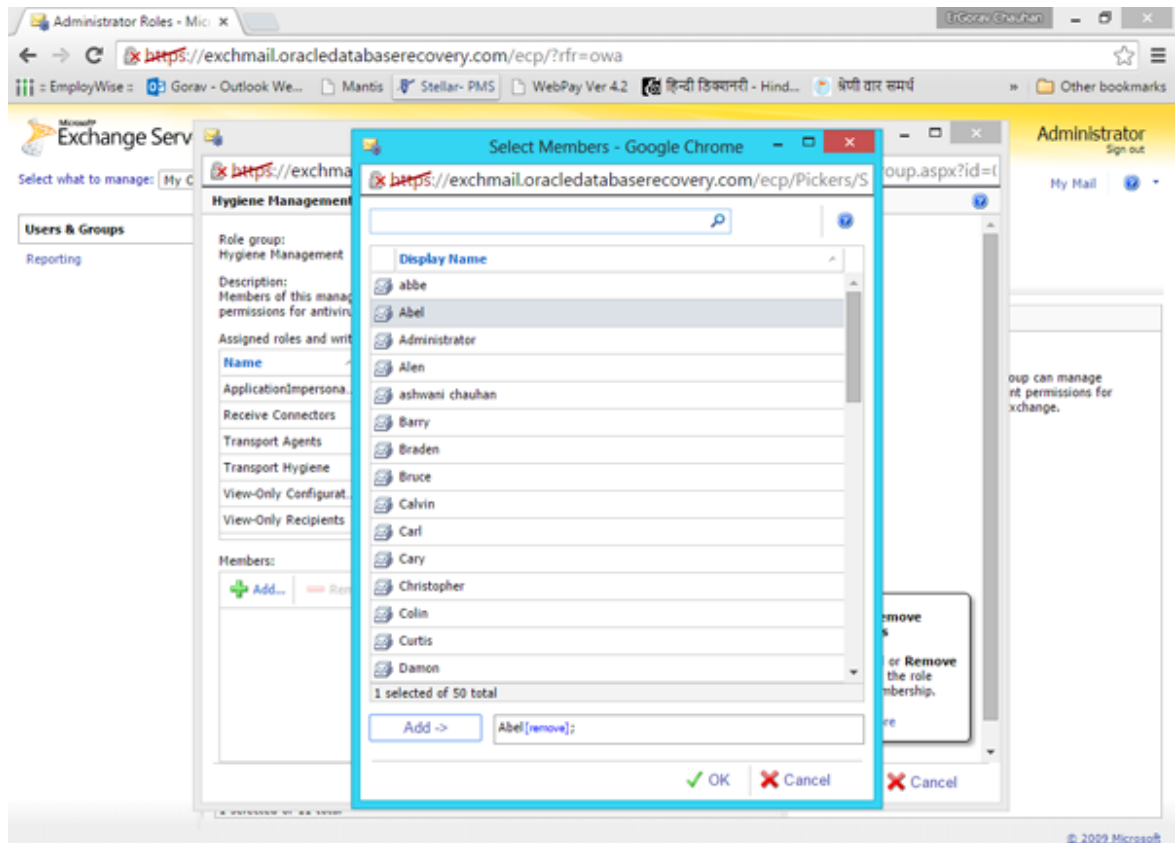 Administrator Roles - Mic
ErGorav Chauhan
https://exchmail.oracledatabaserecovery.com/ecp/?rfr=owa
: EmployWise :
Gorav - Outlook We...
Mantis
Stellar- PMS
WebPay Ver 4.2
हिन्दी डिक्शनरी - Hind...
श्रेणी वार समर्थ
»
Other bookmarks
Microsoft
Exchange Serv
Administrator
Sign out
Select what to manage: My C
My Mail
Users & Groups
Reporting
https://exchma
oup.aspx?id=(
Hygiene Management
Role group:
Hygiene Management
Description:
Members of this manag
permissions for antiviru
Assigned roles and writ
Name
ApplicationImpersona..
Receive Connectors
Transport Agents
Transport Hygiene
View-Only Configurat..
View-Only Recipients
Members:
Add...
Rem
Select Members - Google Chrome
https://exchmail.oracledatabaserecovery.com/ecp/Pickers/S
Display Name
abbe
Abel
Administrator
Alen
ashwani chauhan
Barry
Braden
Bruce
Calvin
Carl
Cary
Christopher
Colin
Curtis
Damon
1 selected of 50 total
Add ->
Abel[remove];
OK
Cancel
oup can manage
nt permissions for
xchange.
emove
s
or Remove
the role
mbership.
re
Cancel
1 selected of 11 total
© 2009 Microsoft